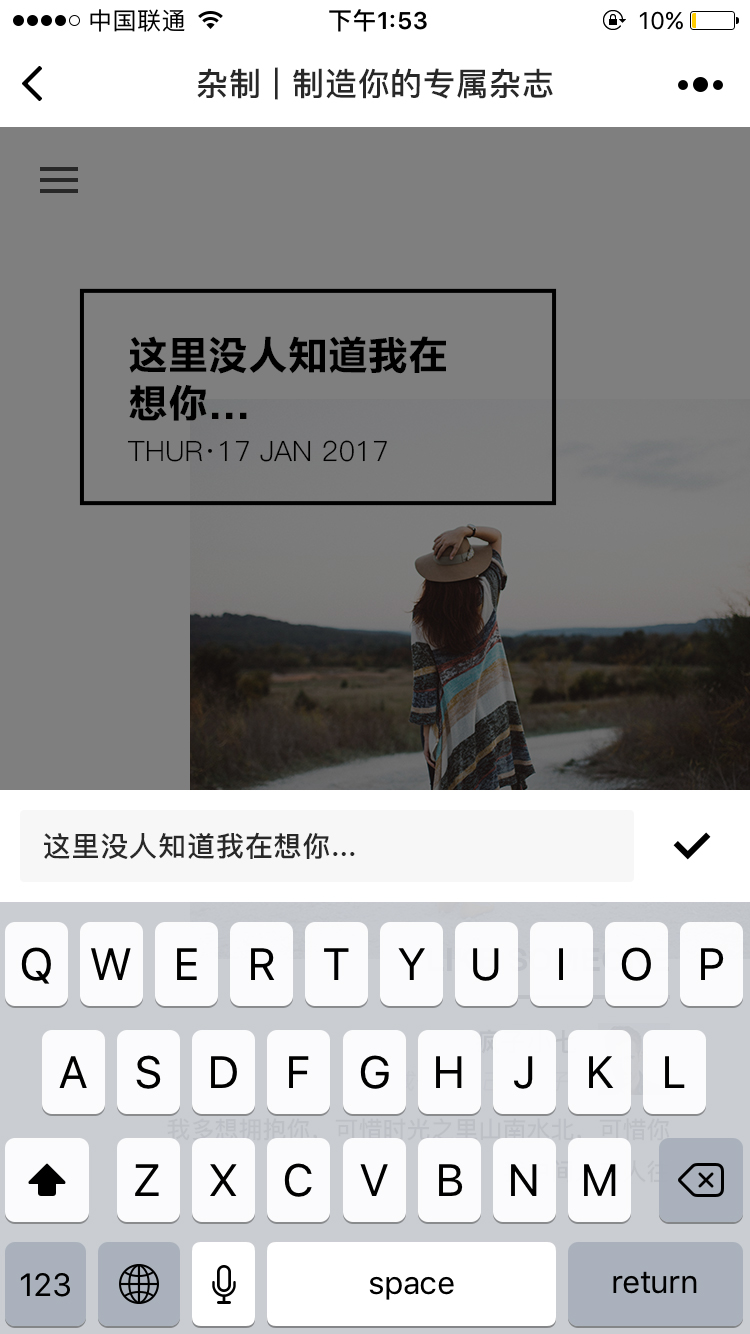 中国联通 下午1:53 10%
杂制 | 制造你的专属杂志
这里没人知道我在
想你...
THUR·17 JAN 2017
这里没人知道我在想你...
Q W E R T Y U I O P
A S D F G H J K L
我多想拥抱你，可惜时光之里山南水北，可惜你
Z X C V B N M
123 space return